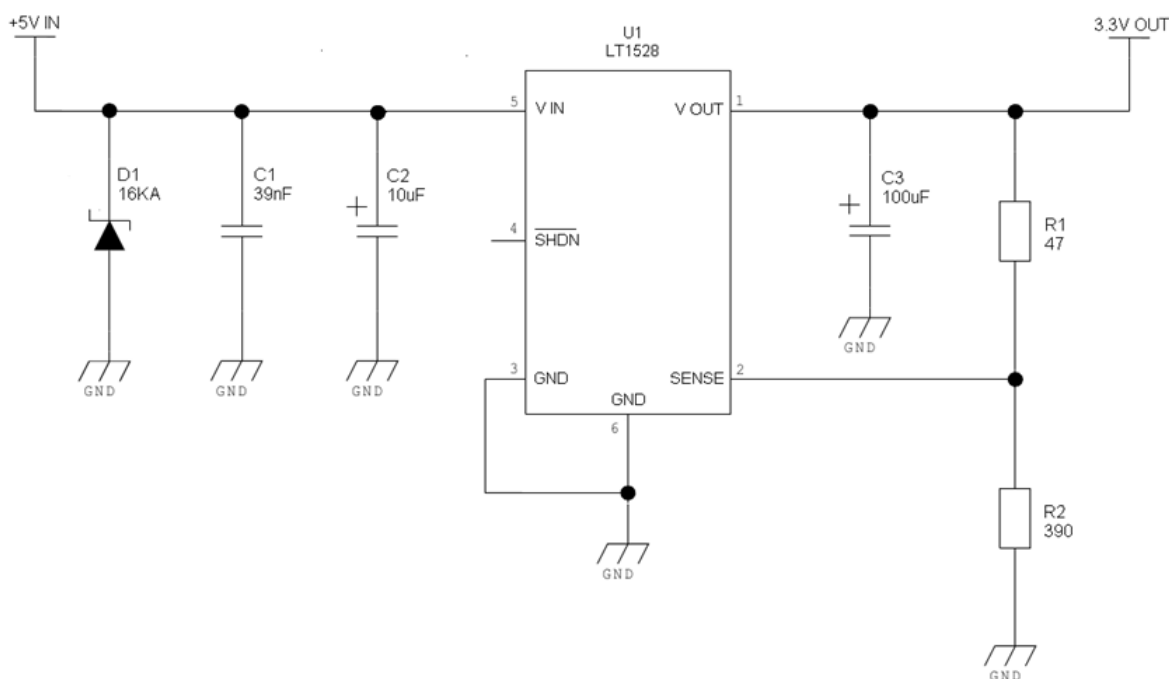 +5V IN
U1
LT1528
3.3V OUT
5
V IN
V OUT
1
D1
16KA
C1
39nF
C2
10uF
+
4
SHDN
C3
100uF
+
R1
47
GND
GND
GND
GND
3
GND
SENSE
2
GND
6
R2
390
GND
GND